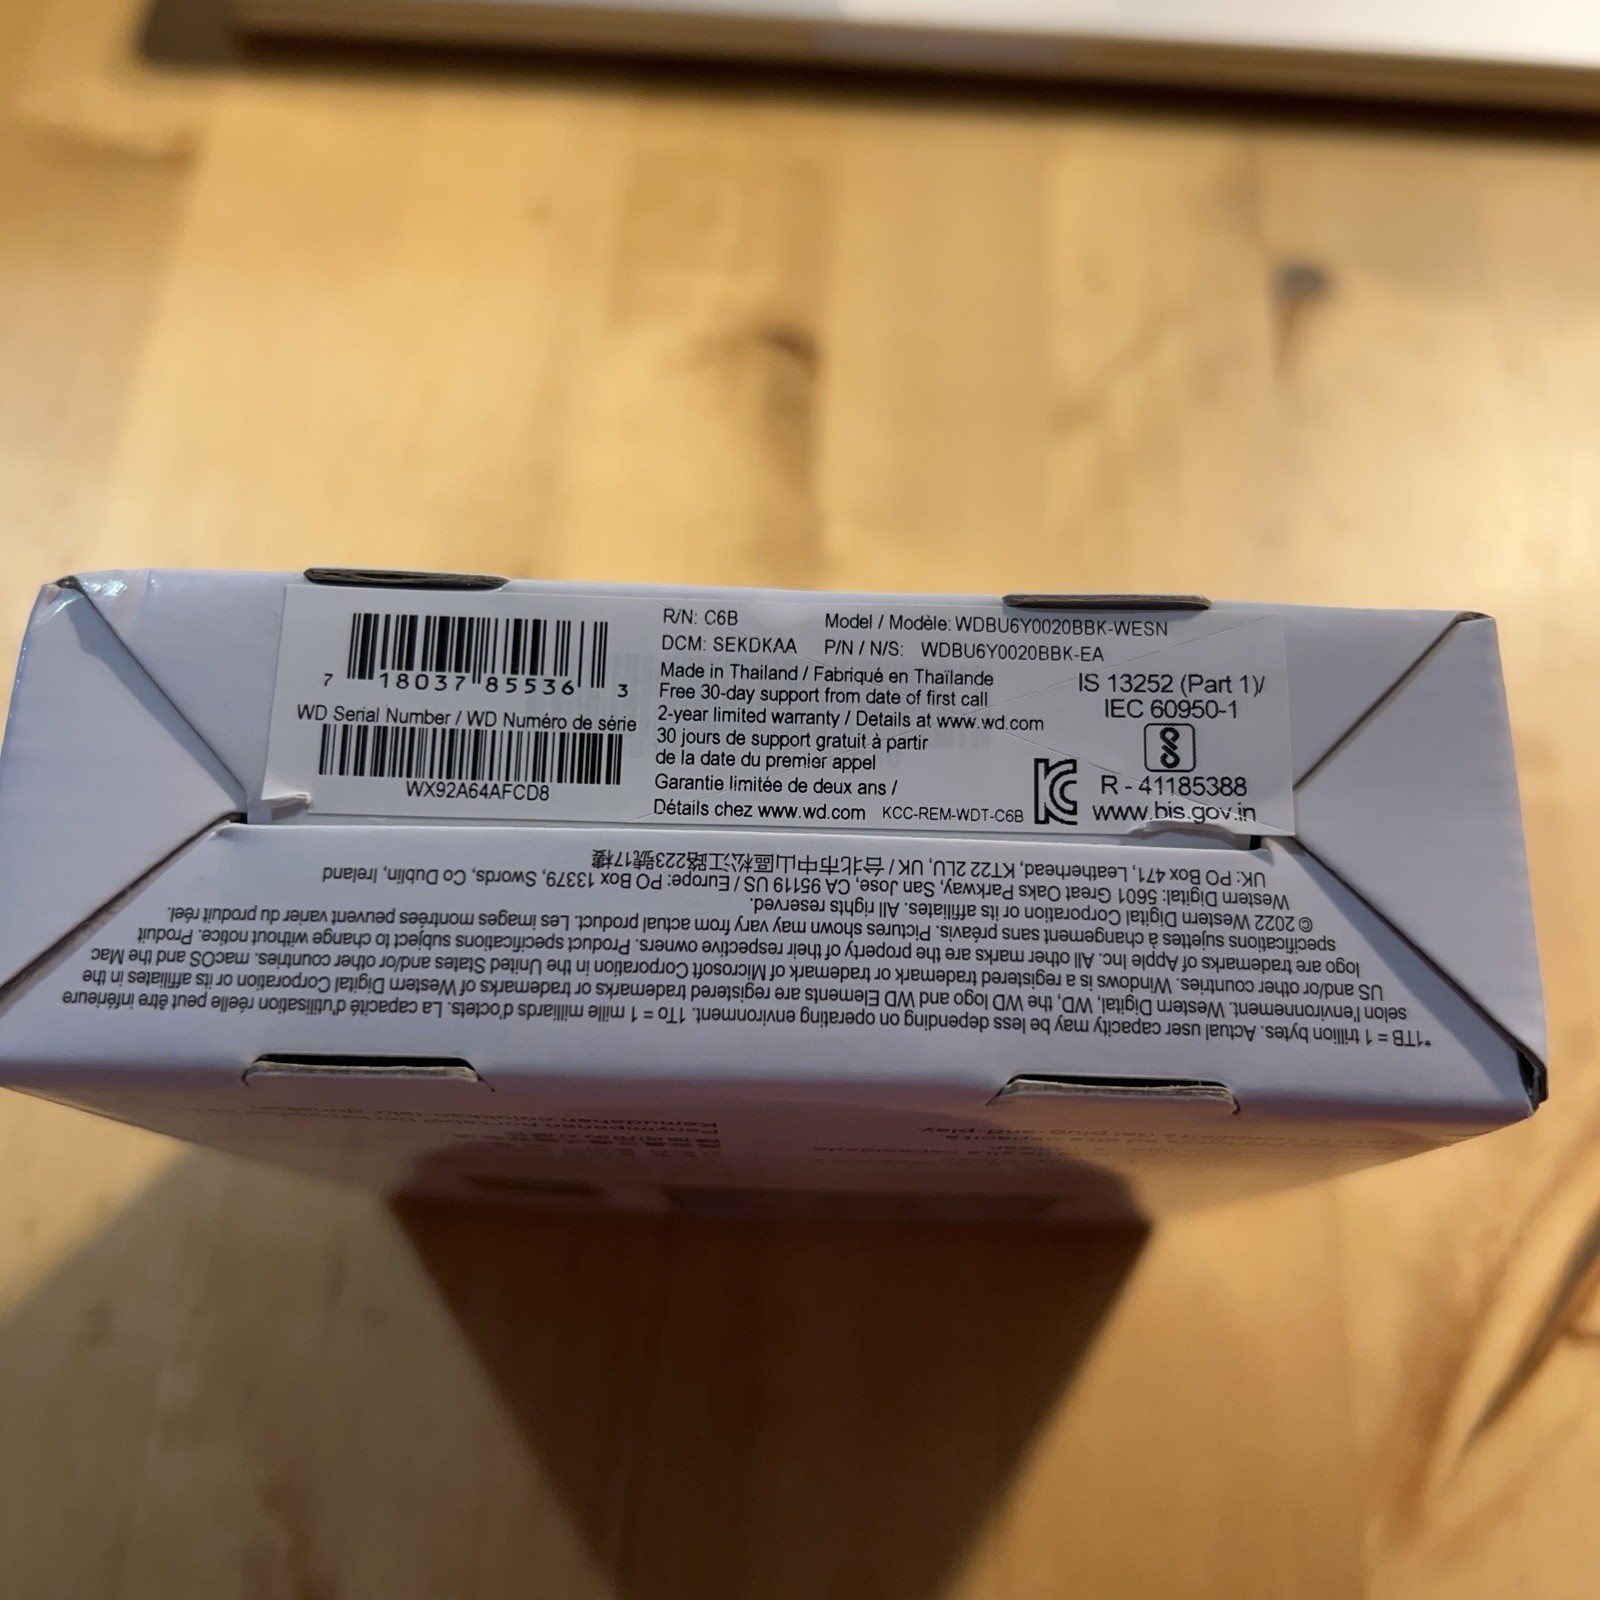 7 18037 85536 3
WD Serial Number / WD Numéro de série
WX92A64AFCD8
R/N: C6B
DCM: SEKDKAA
Model / Modèle: WDBU6Y0020BBK-WESN
P/N / N/S: WDBU6Y0020BBK-EA
Made in Thailand / Fabriqué en Thaïlande
Free 30-day support from date of first call
2-year limited warranty / Details at www.wd.com
30 jours de support gratuit à partir
de la date du premier appel
Garantie limitée de deux ans /
Détails chez www.wd.com
KCC-REM-WDT-C6B
IS 13252 (Part 1)/
IEC 60950-1
R - 41185388
www.bis.gov.in
*1TB = 1 trillion bytes. Actual user capacity may be less depending on operating environment. 1To = 1 mille milliards d'octets. La capacité d'utilisation réelle peut être inférieure
selon l'environnement. Western Digital, WD, the WD logo and WD Elements are registered trademarks or trademarks of Western Digital Corporation or its affiliates in the
US and/or other countries. Windows is a registered trademark or trademark of Microsoft Corporation in the United States and/or other countries. macOS and the Mac
logo are trademarks of Apple Inc. All other marks are the property of their respective owners. Product specifications subject to change without notice. Produit
specifications sujettes à changement sans préavis. Pictures shown may vary from actual product. Les images montrées peuvent varier du produit réel.
© 2022 Western Digital Corporation or its affiliates. All rights reserved.
Western Digital: 5601 Great Oaks Parkway, San Jose, CA 95119 US / Europe: PO Box 13379, Swords, Co Dublin, Ireland
UK: PO Box 471, Leatherhead, KT22 2LU, UK / 台北市中山區松江路223號17樓
plug-and-play.
Kemudahan